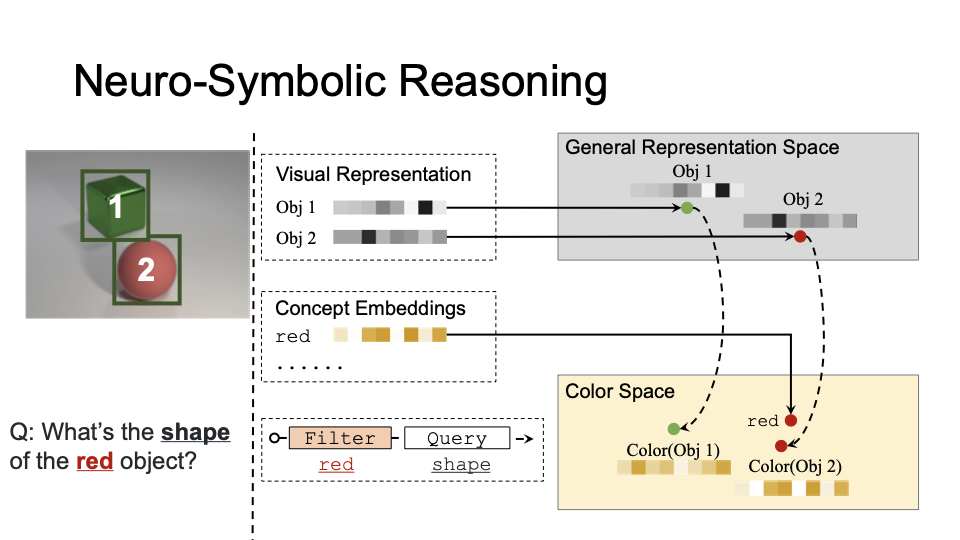 Neuro-Symbolic Reasoning
1
2
Q: What's the shape
of the red object?
Visual Representation
Obj 1
Obj 2
Concept Embeddings
red
......
Filter
Query
red
shape
General Representation Space
Obj 1
Obj 2
Color Space
red
Color(Obj 1)
Color(Obj 2)